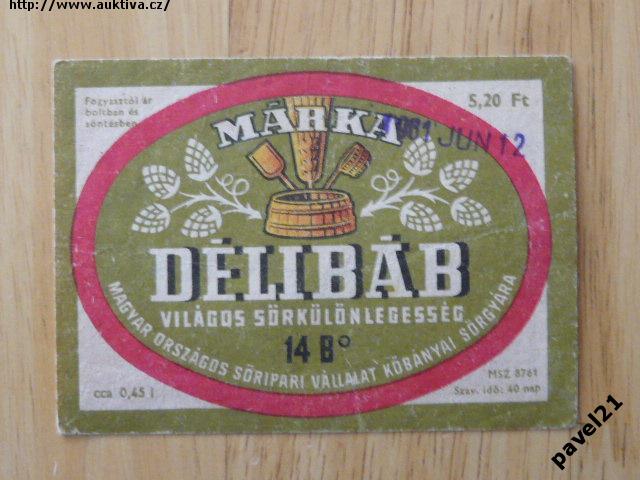 http://www.auktiva.cz/
Fogyasztói ár
boltban és
söntésben
5,20 Ft
MÁRKA
1961 JUN 12
DÉLIBÁB
VILÁGOS SÖRKÜLÖNLEGESSÉG
14 B°
MAGYAR ORSZÁGOS SÖRIPARI VÁLLALAT KŐBÁNYAI SÖRGYÁRA
cca 0,45 l
MSZ 8761
Szav. idő: 40 nap
pavel21